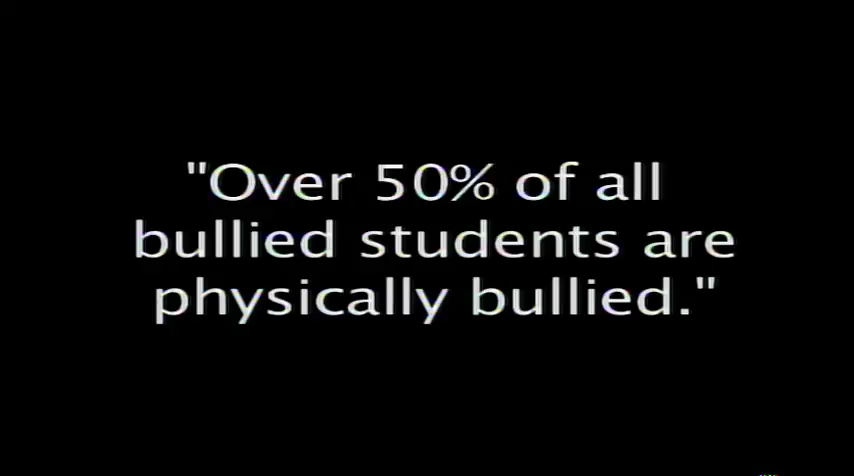 "Over 50% of all
bullied students are
physically bullied."